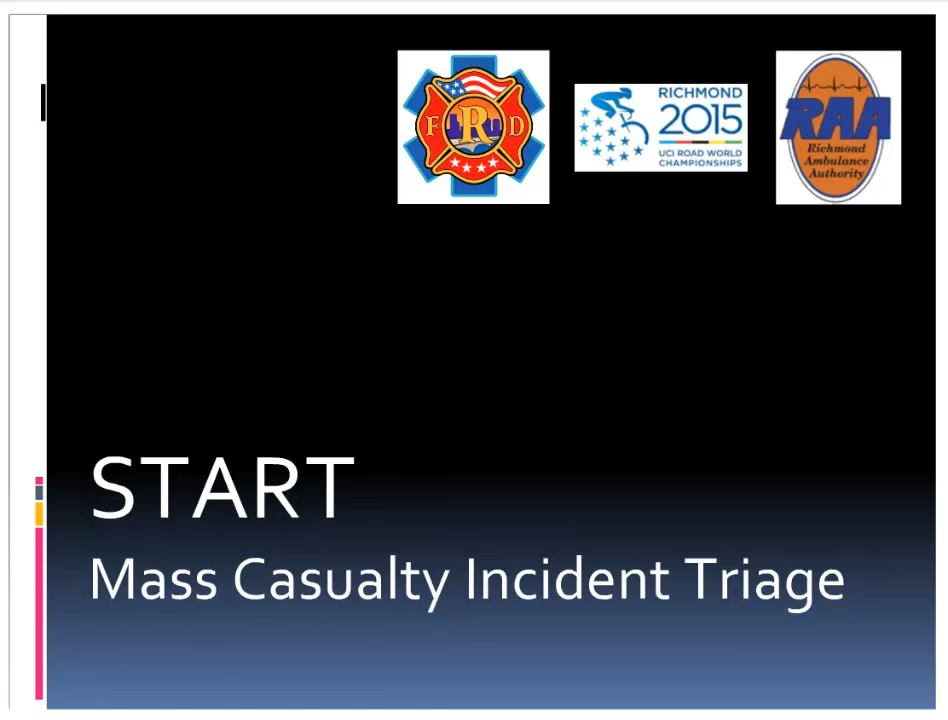 F R D
RICHMOND
2015
UCI ROAD WORLD
CHAMPIONSHIPS
RAA
Richmond
Ambulance
Authority
START
Mass Casualty Incident Triage